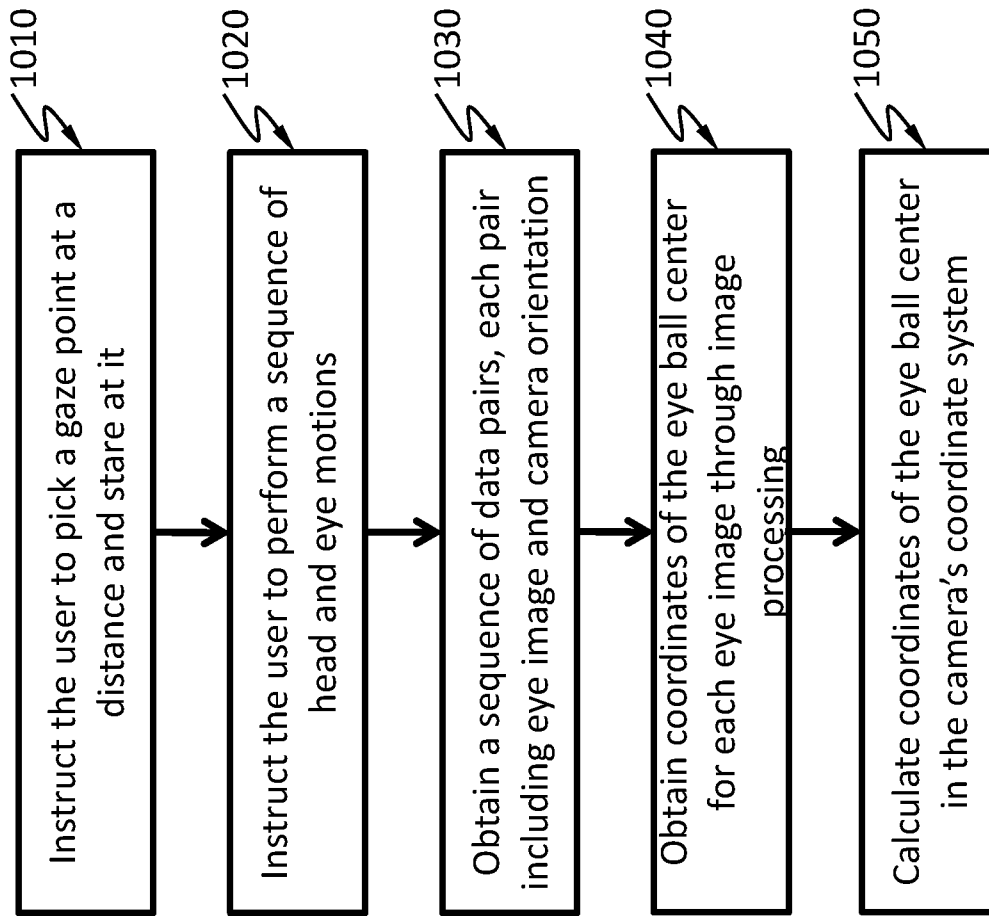 1010
Instruct the user to pick a gaze point at a
distance and stare at it
1020
Instruct the user to perform a sequence of
head and eye motions
1030
Obtain a sequence of data pairs, each pair
including eye image and camera orientation
1040
Obtain coordinates of the eye ball center
for each eye image through image
processing
1050
Calculate coordinates of the eye ball center
in the camera’s coordinate system